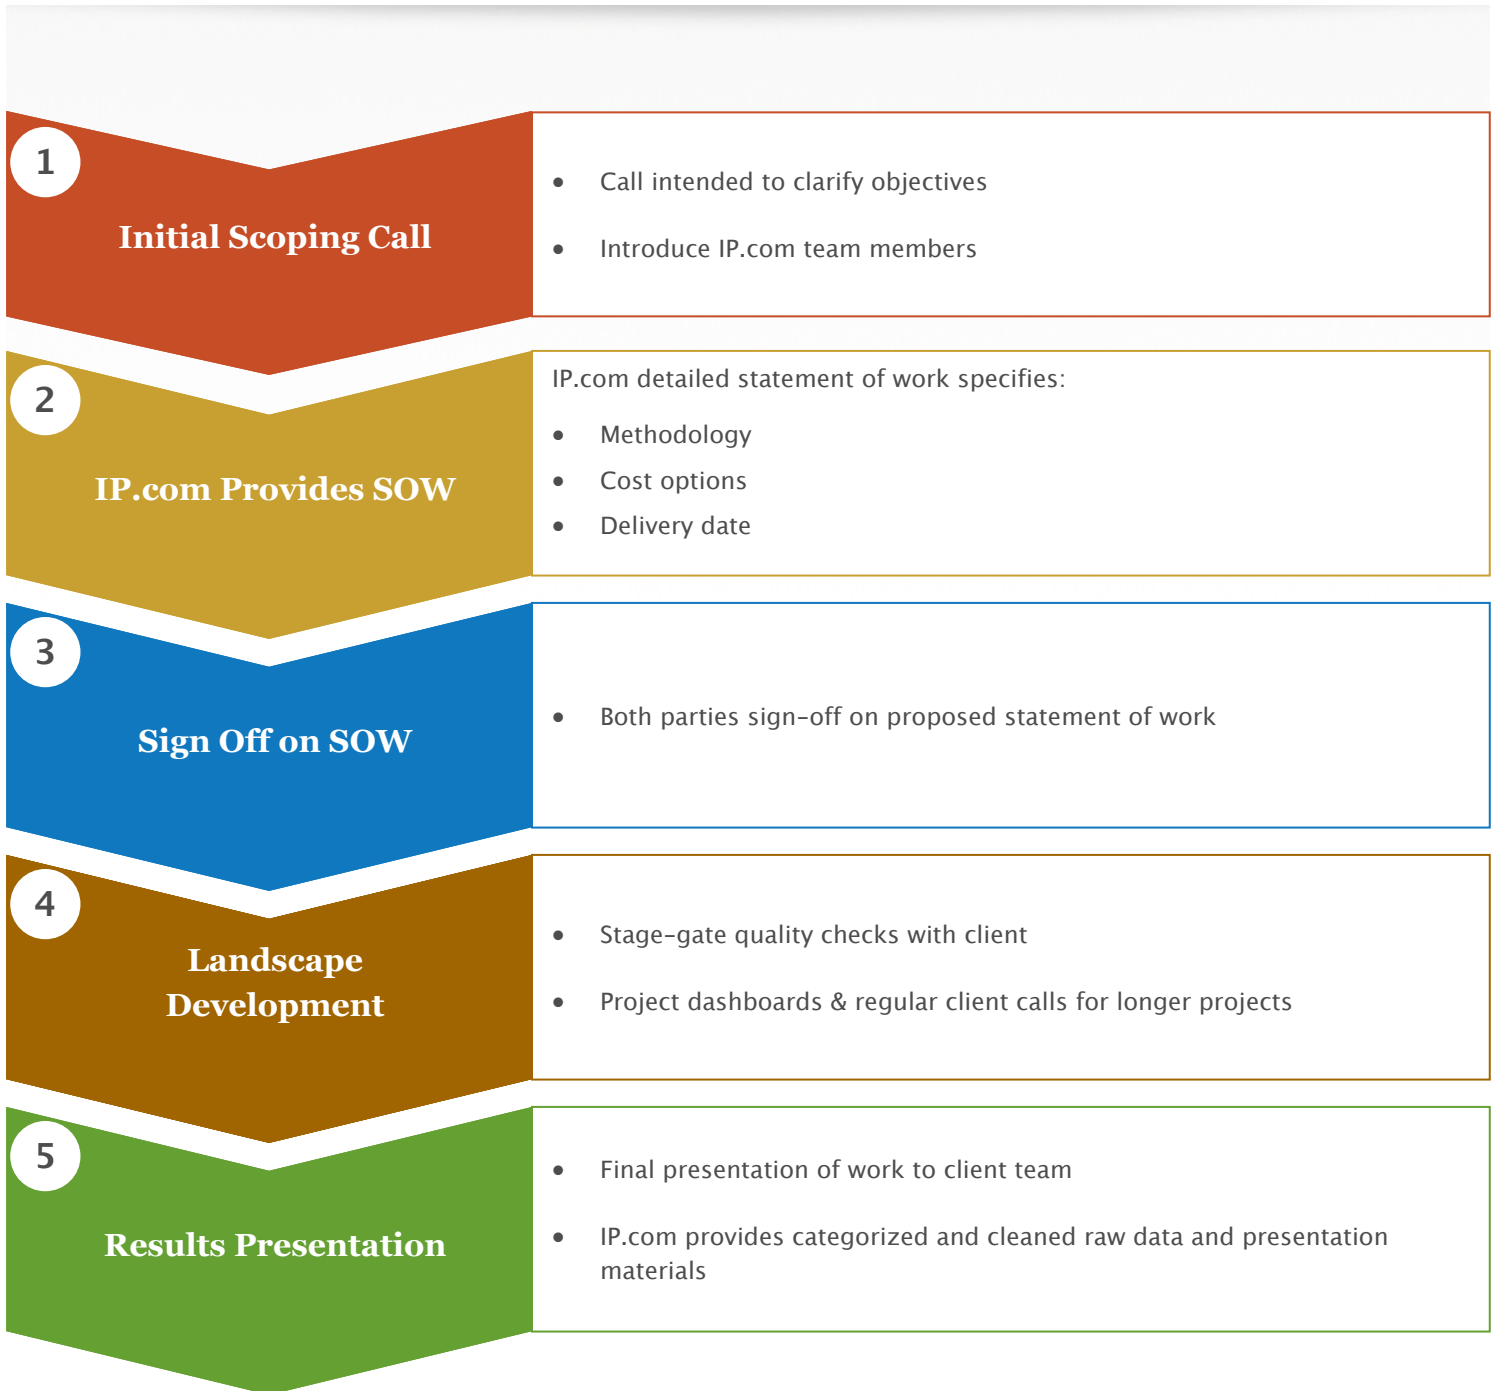 1
Initial Scoping Call
• Call intended to clarify objectives
• Introduce IP.com team members
2
IP.com Provides SOW
IP.com detailed statement of work specifies:
• Methodology
• Cost options
• Delivery date
3
Sign Off on SOW
• Both parties sign-off on proposed statement of work
4
Landscape
Development
• Stage-gate quality checks with client
• Project dashboards & regular client calls for longer projects
5
Results Presentation
• Final presentation of work to client team
• IP.com provides categorized and cleaned raw data and presentation
materials